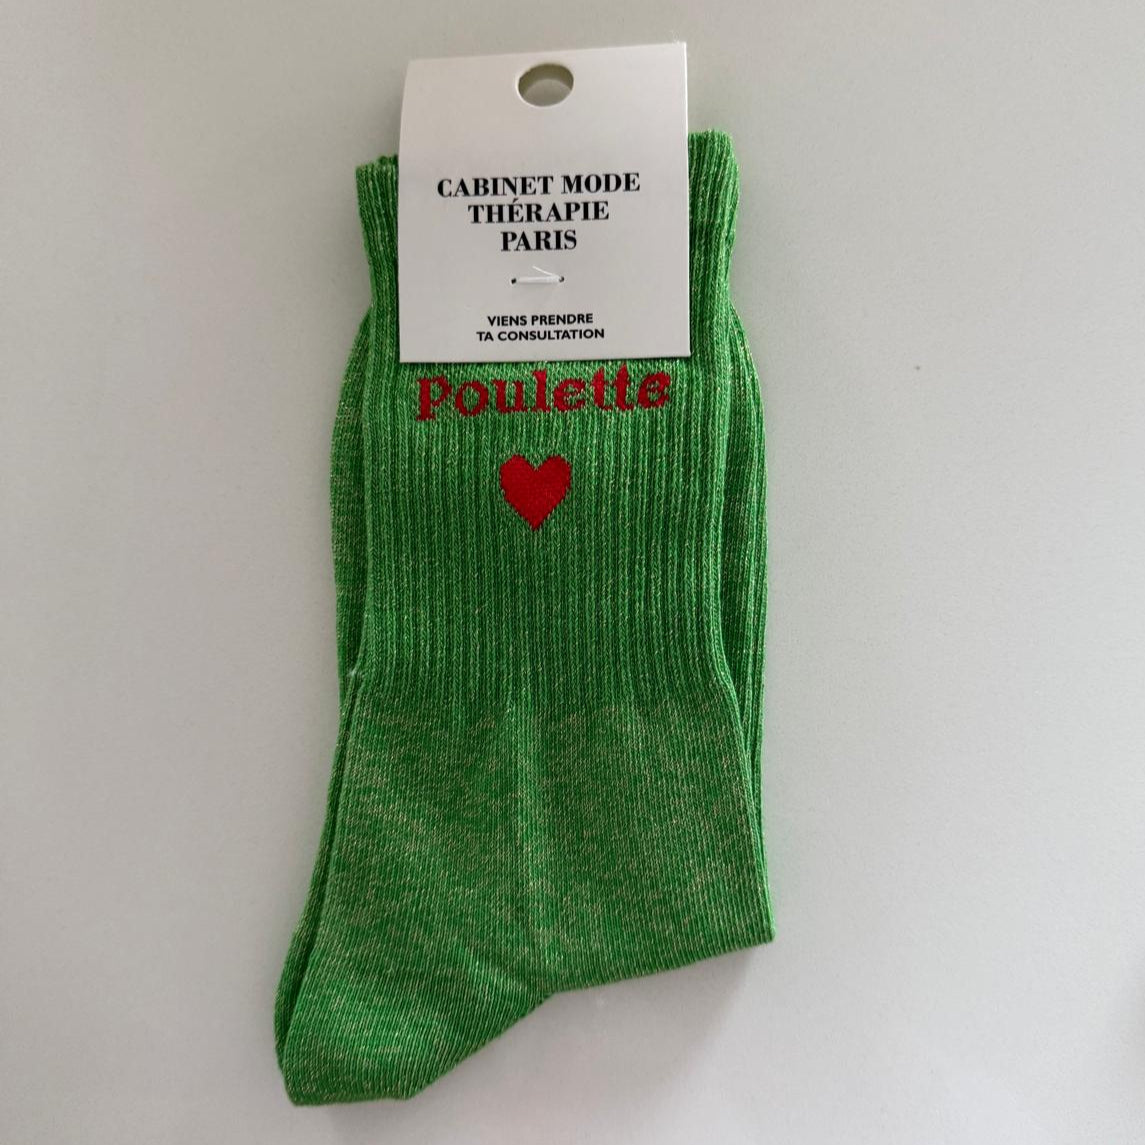 CABINET MODE
THÉRAPIE
PARIS
VIENS PRENDRE
TA CONSULTATION
Poulette